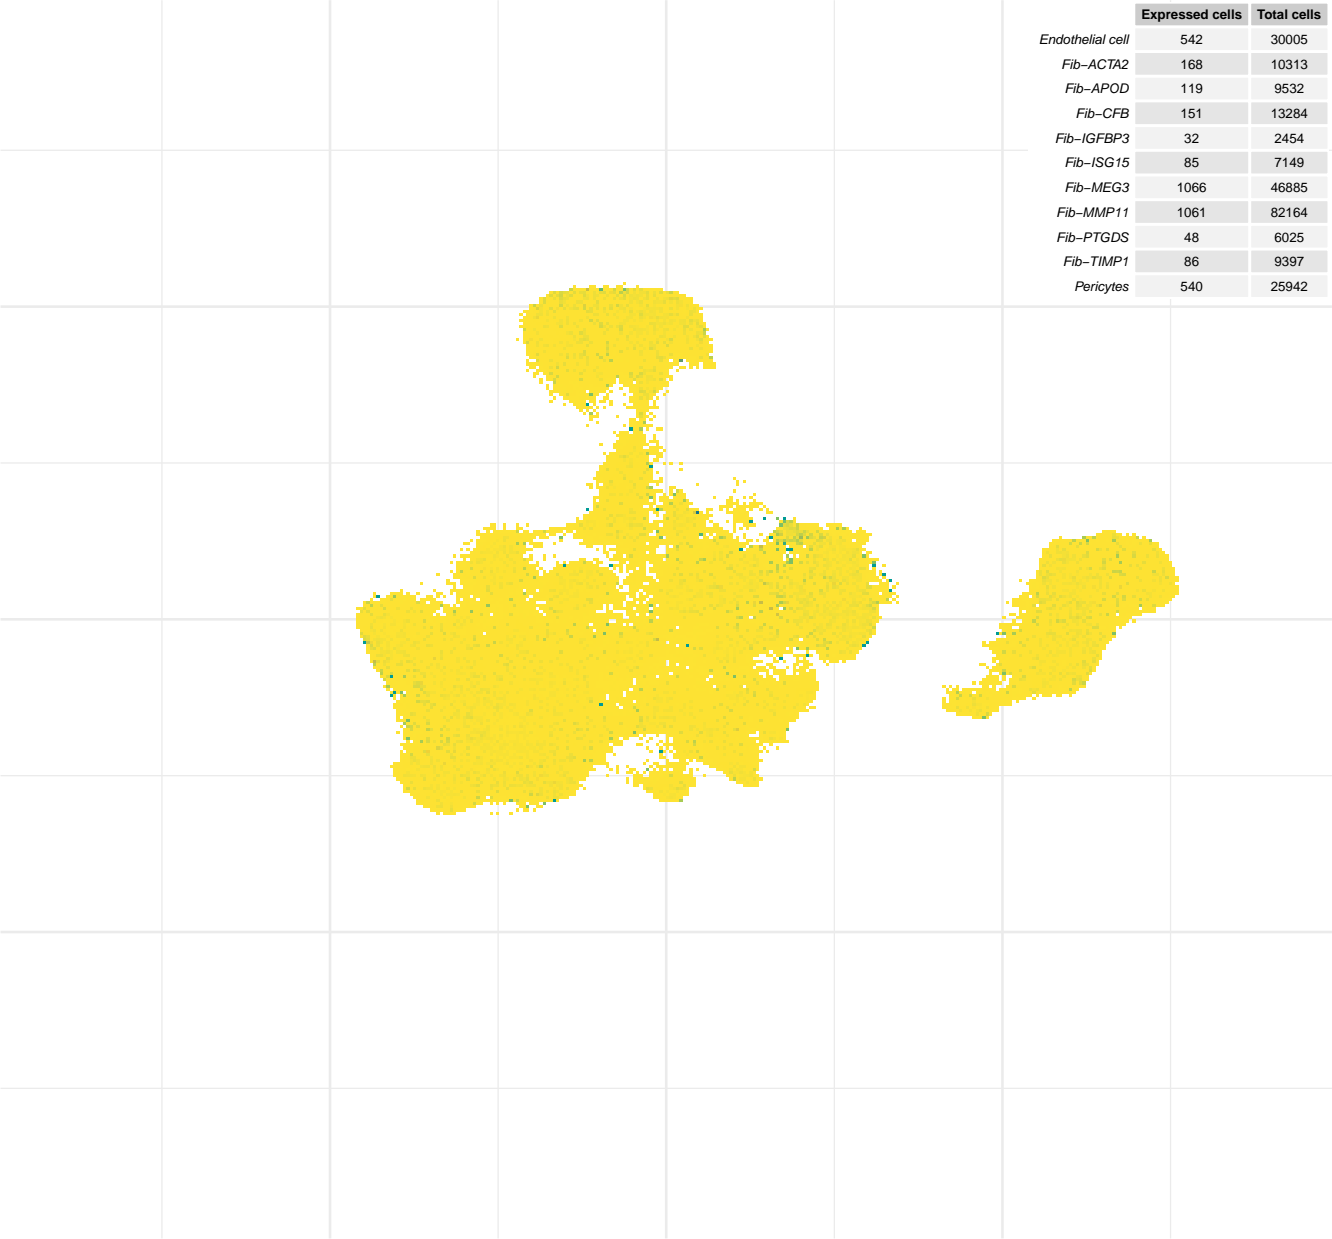 Expressed cells Total cells
Endothelial cell 542 30005
Fib−ACTA2 168 10313
Fib−APOD 119 9532
Fib−CFB 151 13284
Fib−IGFBP3 32 2454
Fib−ISG15 85 7149
Fib−MEG3 1066 46885
Fib−MMP11 1061 82164
Fib−PTGDS 48 6025
Fib−TIMP1 86 9397
Pericytes 540 25942